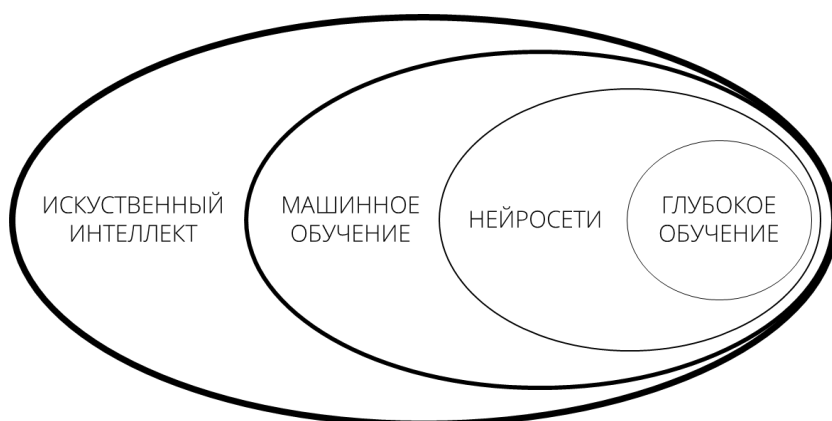 ИСКУСТВЕННЫЙ
ИНТЕЛЛЕКТ
МАШИННОЕ
ОБУЧЕНИЕ
НЕЙРОСЕТИ
ГЛУБОКОЕ
ОБУЧЕНИЕ